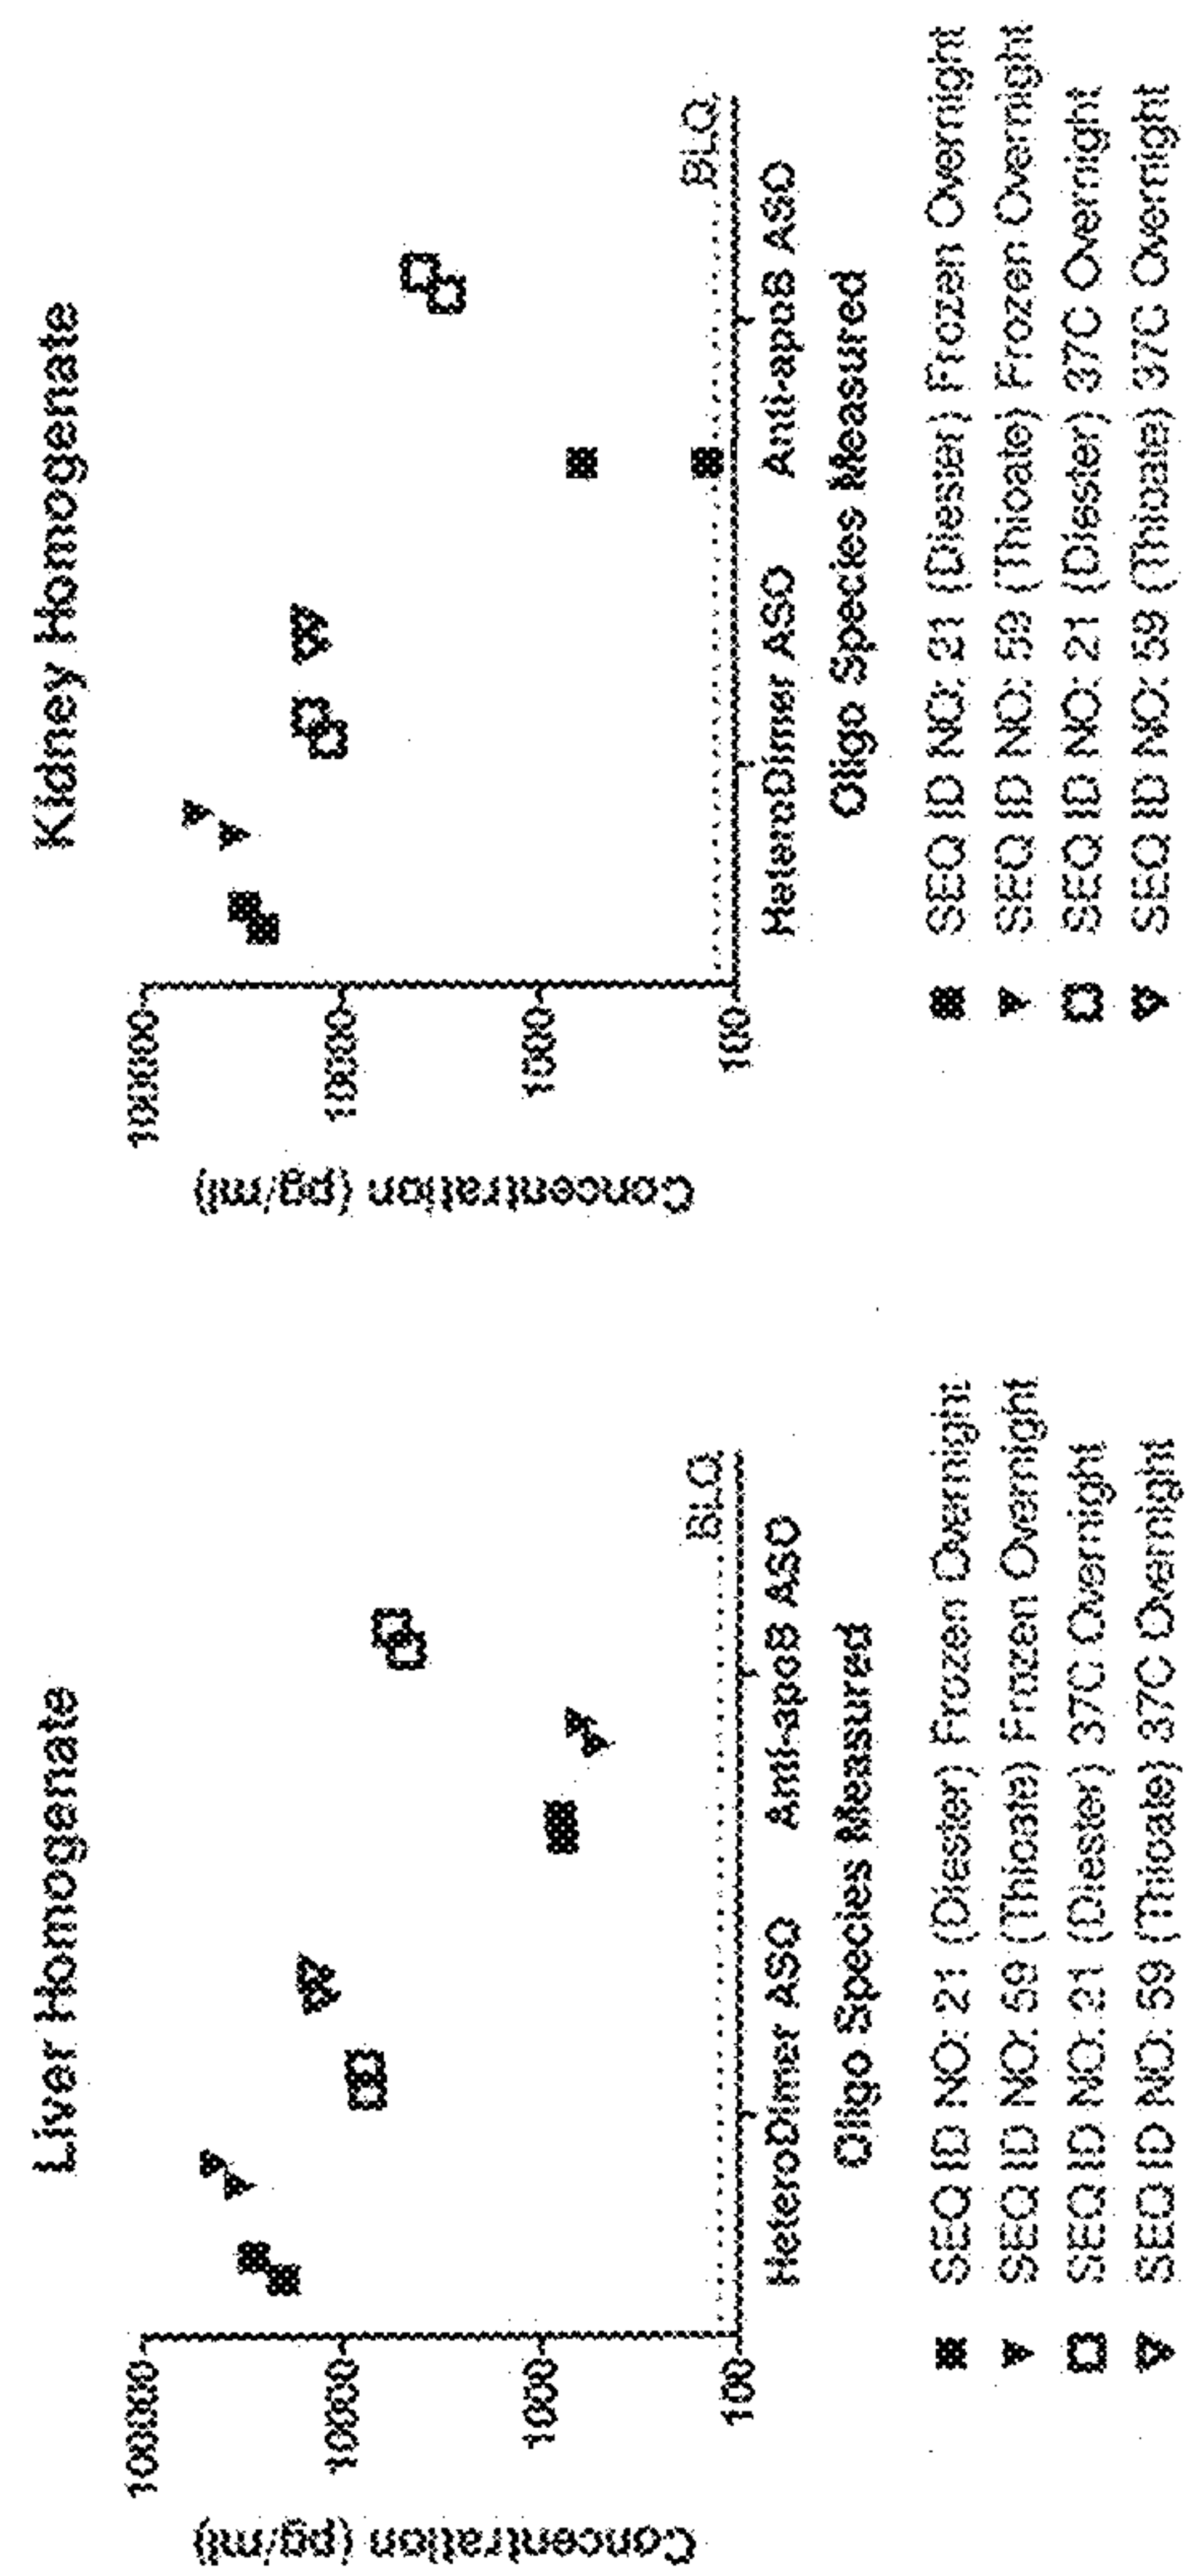 Liver Homogenate
Concentration (pg/ml)
100000
10000
1000
100
BLQ
HeteroDimer ASO
Anti-apoB ASO
Oligo Species Measured
SEQ ID NO: 21 (Diester) Frozen Overnight
SEQ ID NO: 59 (Thioate) Frozen Overnight
SEQ ID NO: 21 (Diester) 37C Overnight
SEQ ID NO: 59 (Thioate) 37C Overnight
Kidney Homogenate
Concentration (pg/ml)
100000
10000
1000
100
BLQ
HeteroDimer ASO
Anti-apoB ASO
Oligo Species Measured
SEQ ID NO: 21 (Diester) Frozen Overnight
SEQ ID NO: 59 (Thioate) Frozen Overnight
SEQ ID NO: 21 (Diester) 37C Overnight
SEQ ID NO: 59 (Thioate) 37C Overnight